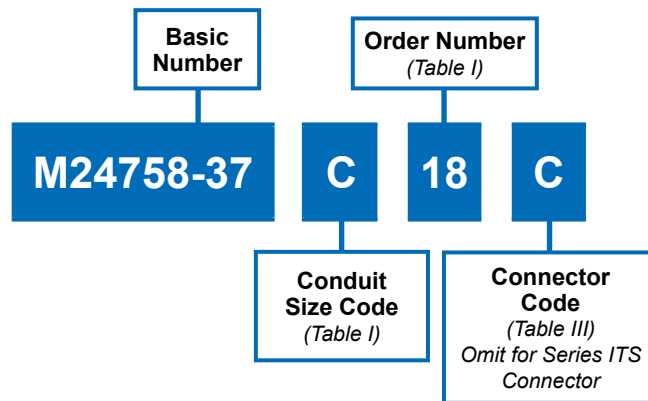 Basic
Number
Order Number
(Table I)
M24758-37 C 18 C
Conduit
Size Code
(Table I)
Connector
Code
(Table III)
Omit for Series ITS
Connector